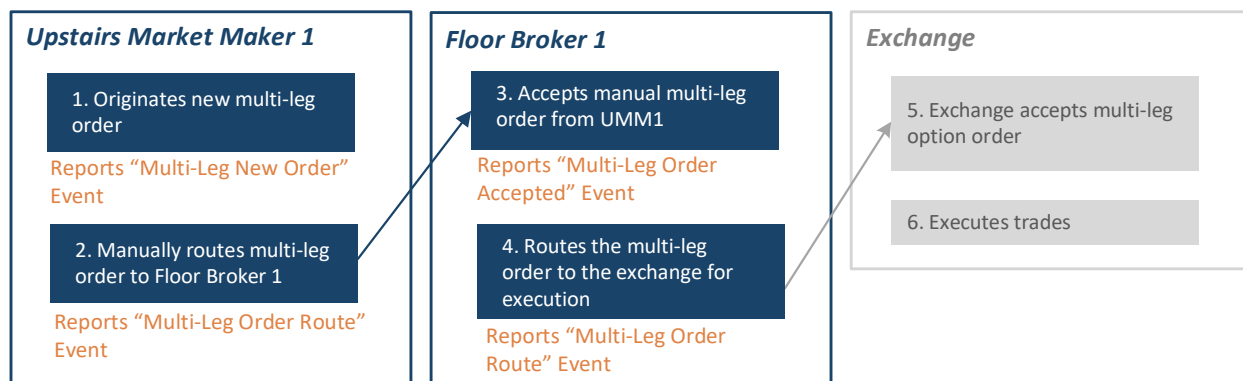 Upstairs Market Maker 1
1. Originates new multi-leg
order
Reports “Multi-Leg New Order”
Event
2. Manually routes multi-leg
order to Floor Broker 1
Reports “Multi-Leg Order Route”
Event
Floor Broker 1
3. Accepts manual multi-leg
order from UMM1
Reports “Multi-Leg Order
Accepted” Event
4. Routes the multi-leg
order to the exchange for
execution
Reports “Multi-Leg Order
Route” Event
Exchange
5. Exchange accepts multi-leg
option order
6. Executes trades